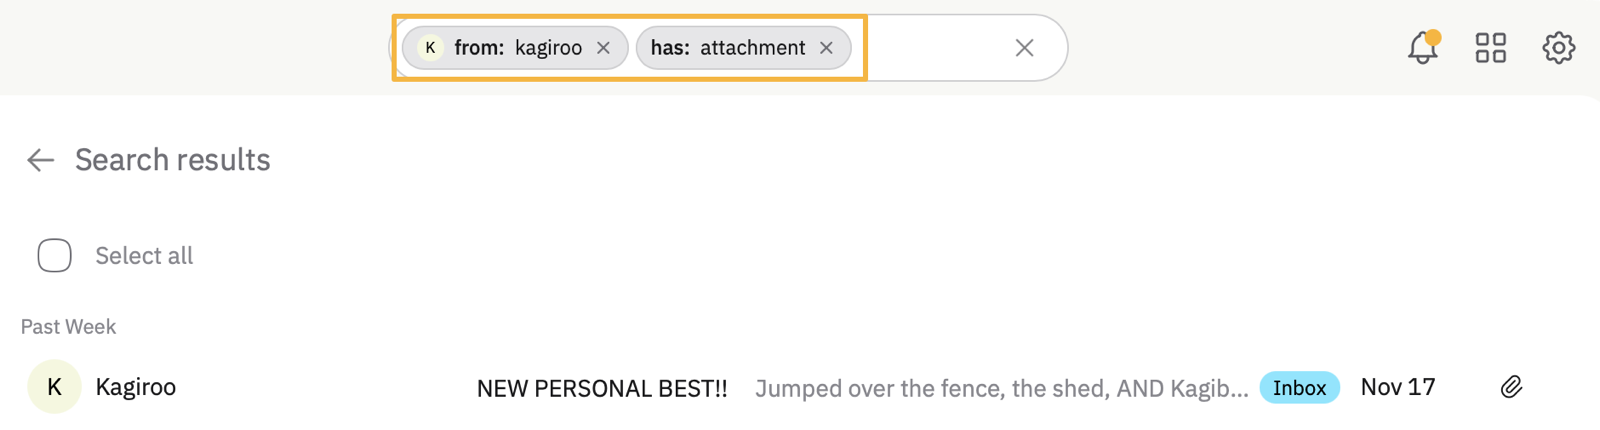 K from: kagiroo has: attachment
Search results
Select all
Past Week
K Kagiroo NEW PERSONAL BEST!! Jumped over the fence, the shed, AND Kagib... Inbox Nov 17